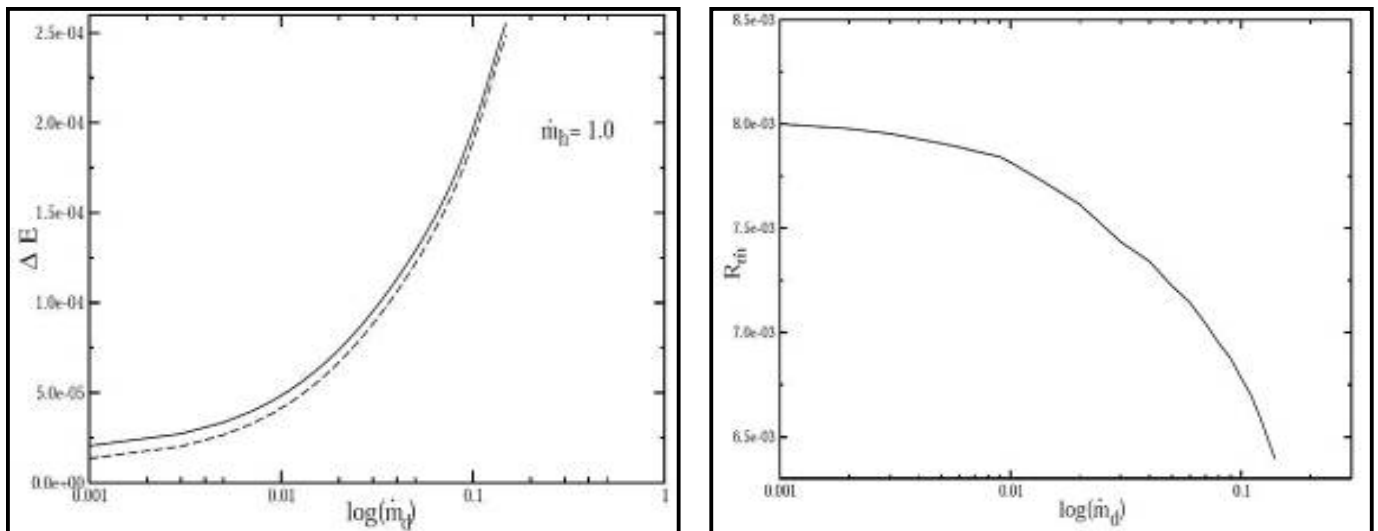 2.5e-04
2.0e-04
1.5e-04
1.0e-04
5.0e-05
0.0e+00
Δ E
ṁh= 1.0
0.001
0.01
0.1
1
log(ṁd)
8.5e-03
8.0e-03
7.5e-03
7.0e-03
6.5e-03
Rṁ
0.001
0.01
0.1
log(ṁd)